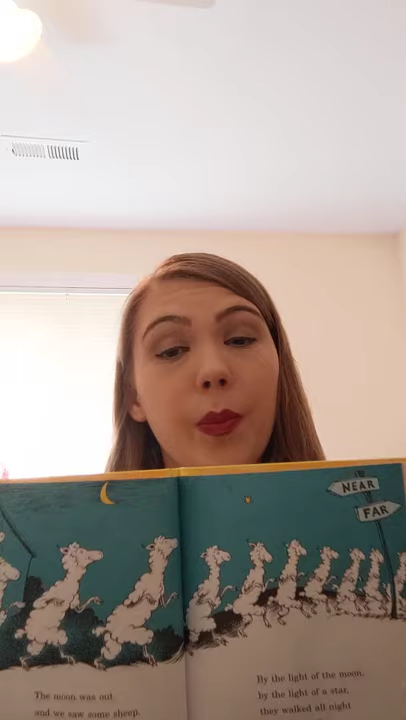 NEAR
FAR
The moon was out
and we saw some sheep.
By the light of the moon,
by the light of a star,
they walked all night